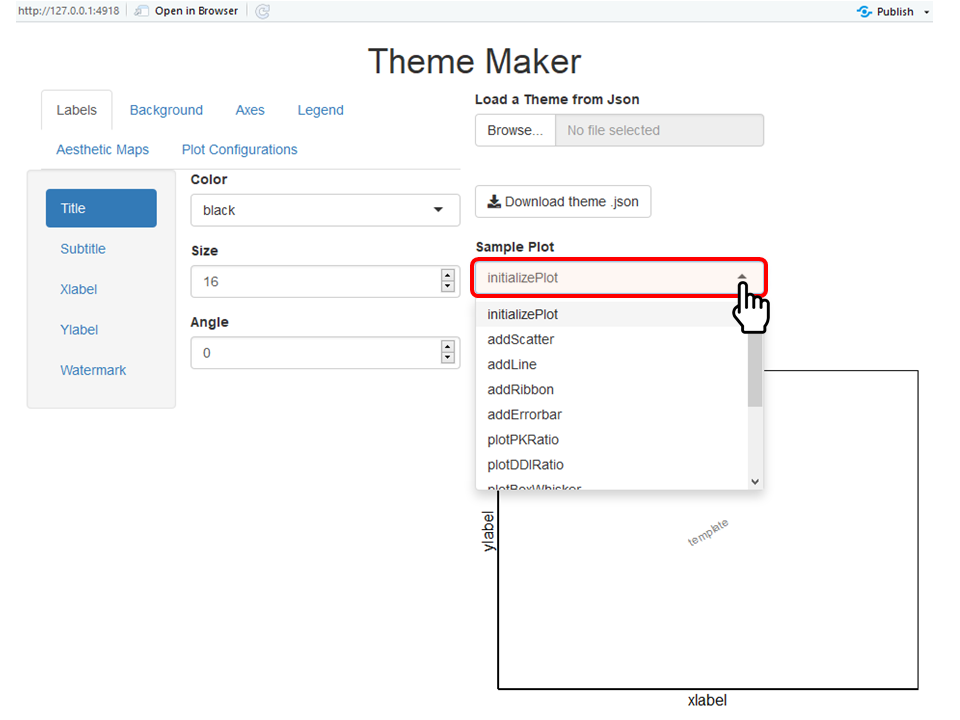 http://127.0.0.1:4918 Open in Browser Publish
Theme Maker
Labels Background Axes Legend
Aesthetic Maps Plot Configurations
Title
Subtitle
Xlabel
Ylabel
Watermark
Color
black
Size
16
Angle
0
Load a Theme from Json
Browse... No file selected
Download theme .json
Sample Plot
initializePlot
initializePlot
addScatter
addLine
addRibbon
addErrorbar
plotPKRatio
plotDDIRatio
plotBoxWhisker
ylabel
template
xlabel